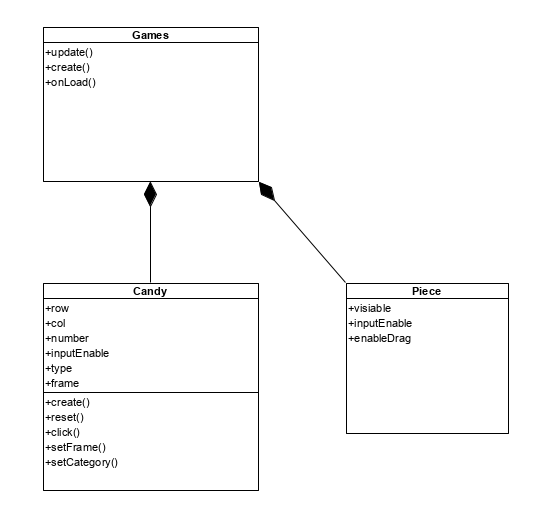 Games
+update()
+create()
+onLoad()
Candy
+row
+col
+number
+inputEnable
+type
+frame
+create()
+reset()
+click()
+setFrame()
+setCategory()
Piece
+visiable
+inputEnable
+enableDrag